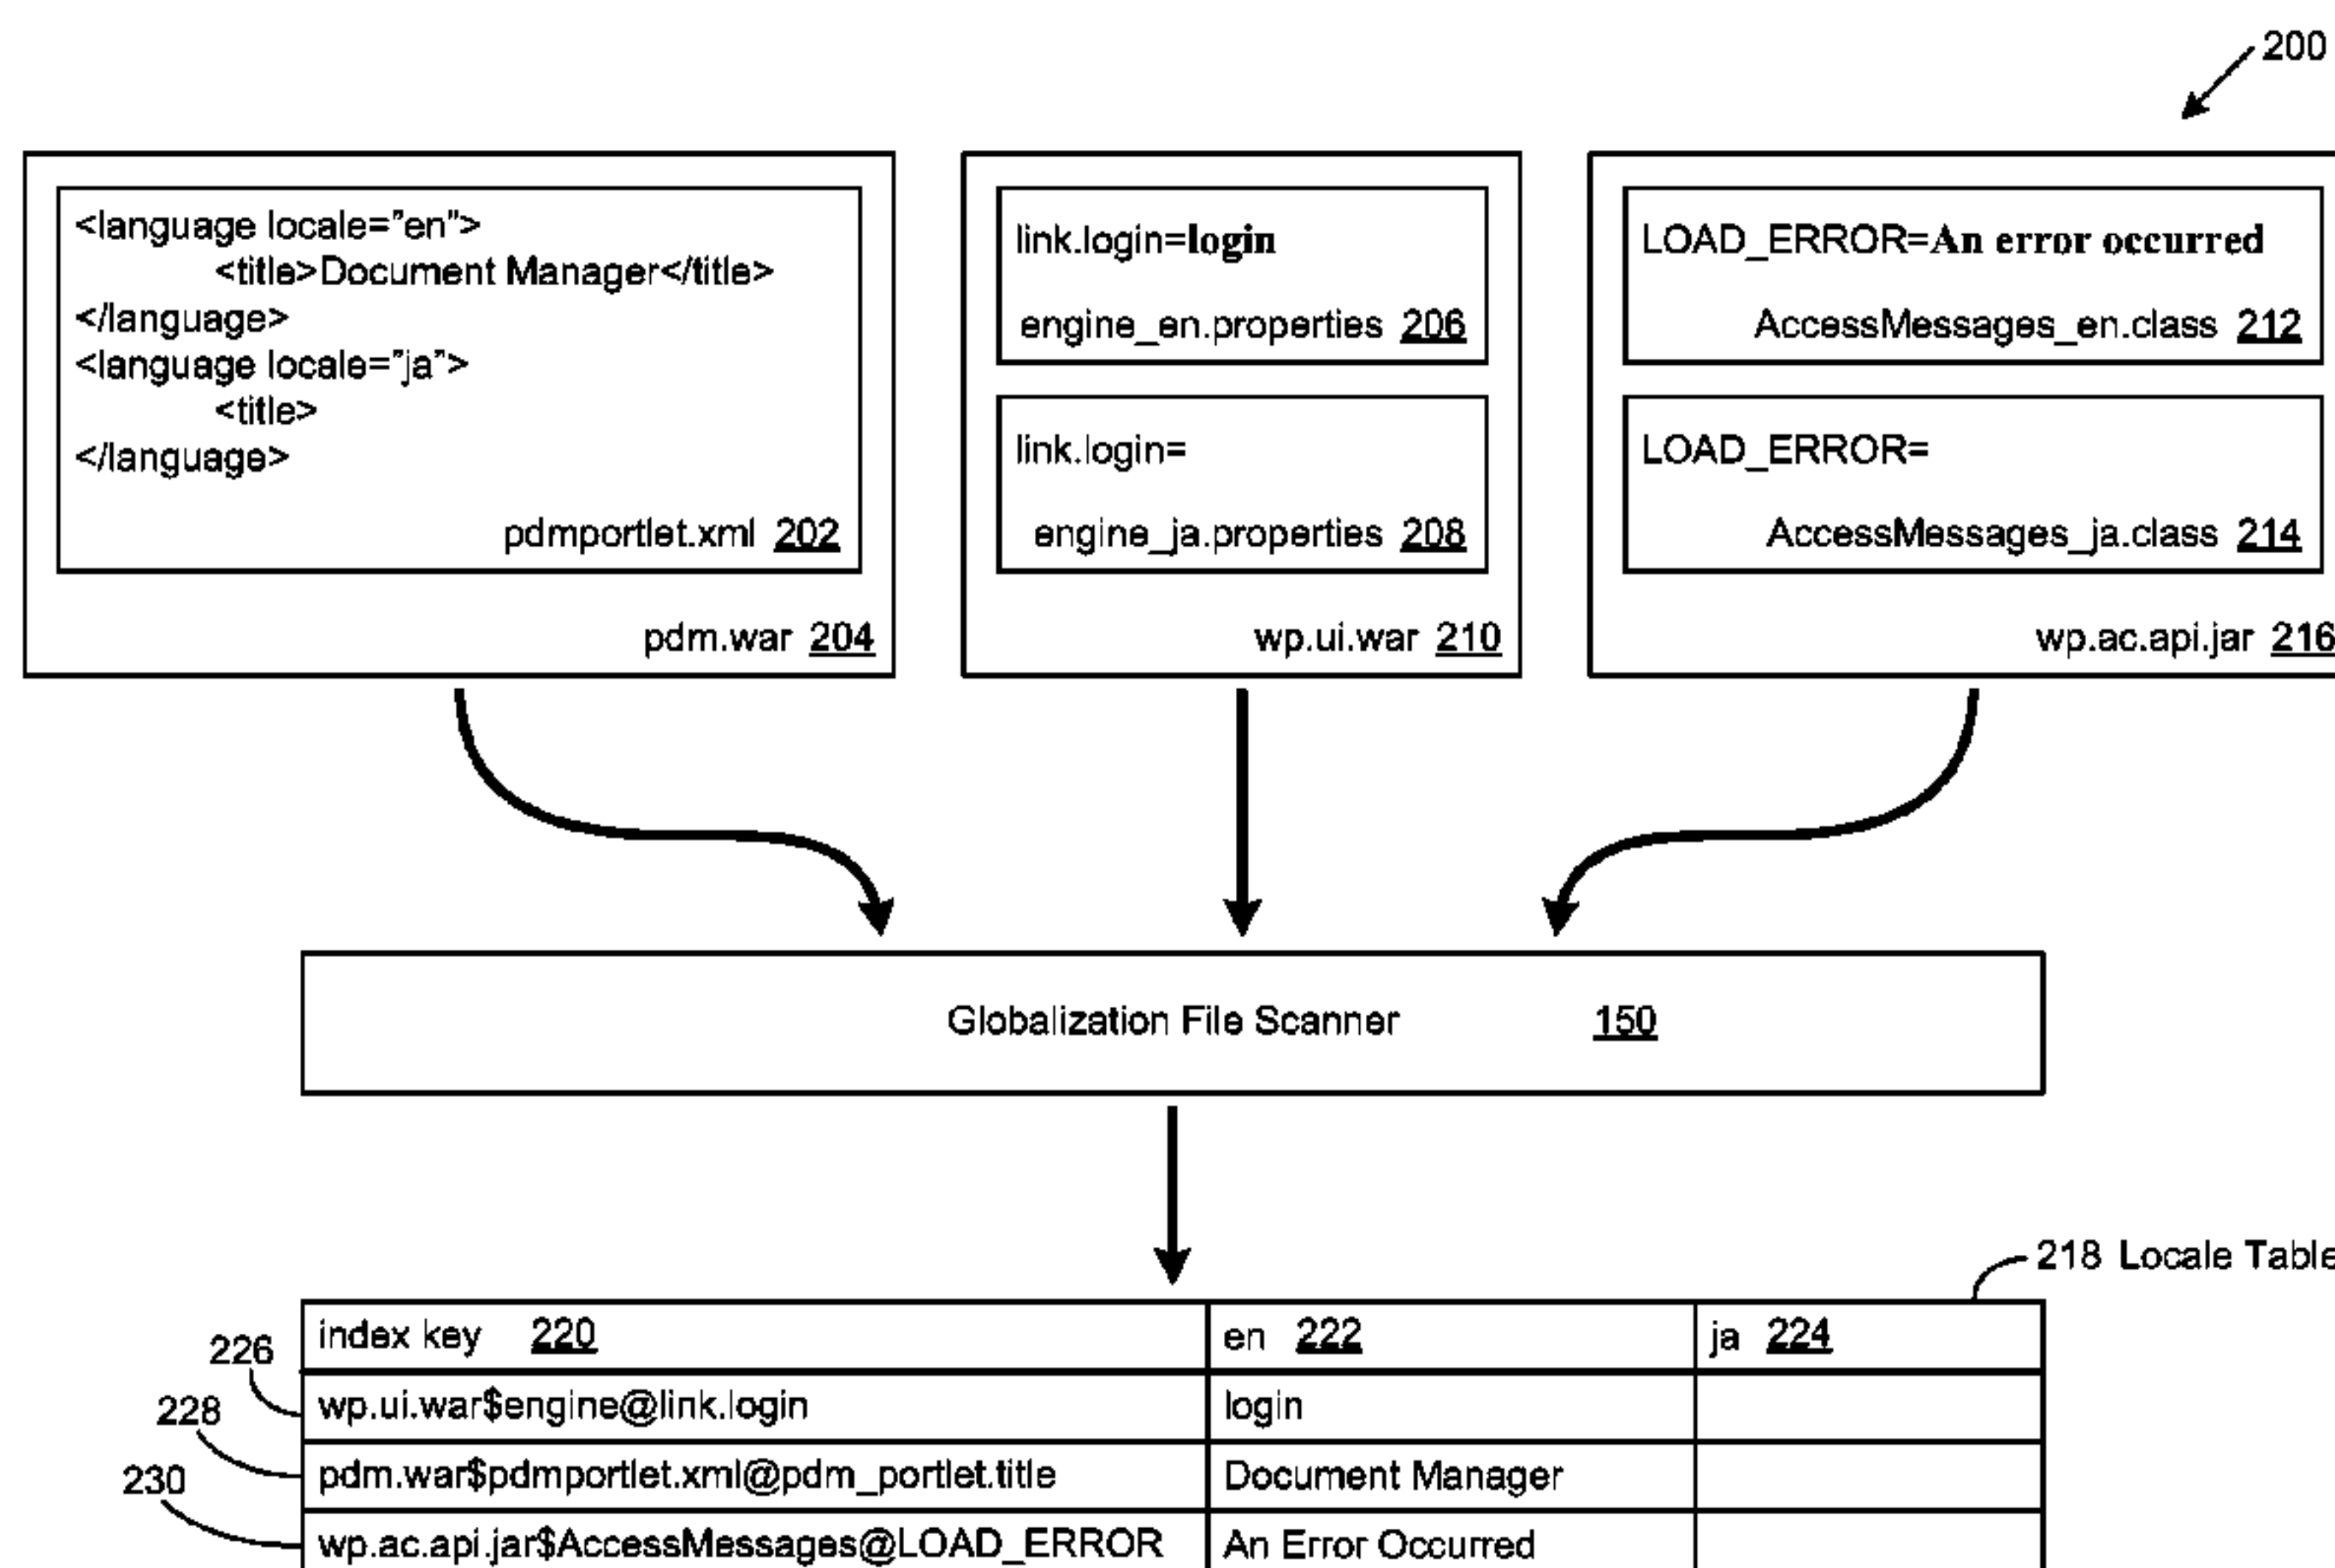 200
<language locale="en">
<title>Document Manager</title>
</language>
<language locale="ja">
<title>
</language>
pdmportlet.xml 202
pdm.war 204
link.login=login
engine_en.properties 206
link.login=
engine_ja.properties 208
wp.ui.war 210
LOAD_ERROR=An error occurred
AccessMessages_en.class 212
LOAD_ERROR=
AccessMessages_ja.class 214
wp.ac.api.jar 216
Globalization File Scanner 150
218 Locale Table
index key 220 en 222 ja 224
226 wp.ui.war$engine@link.login login
228 pdm.war$pdmportlet.xml@pdm_portlet.title Document Manager
230 wp.ac.api.jar$AccessMessages@LOAD_ERROR An Error Occurred